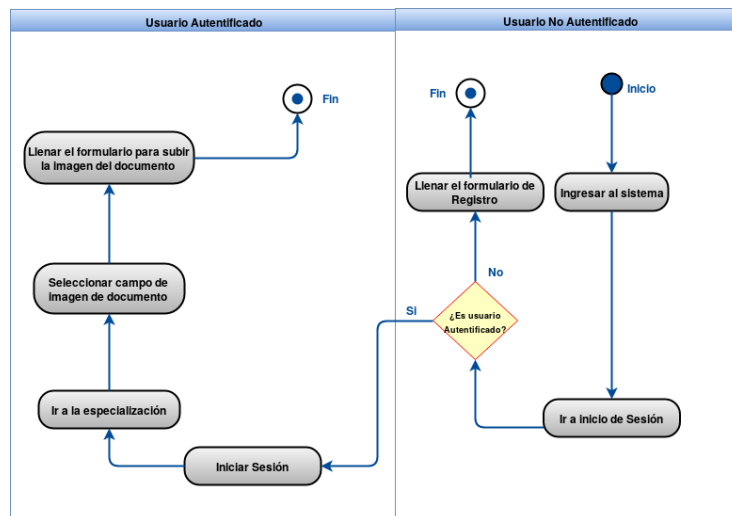 Usuario Autentificado
Usuario No Autentificado
Fin
Llenar el formulario para subir
la imagen del documento
Seleccionar campo de
imagen de documento
Ir a la especialización
Iniciar Sesión
Fin
Inicio
Llenar el formulario de
Registro
Ingresar al sistema
No
Si
¿Es usuario
Autentificado?
Ir a Inicio de Sesión